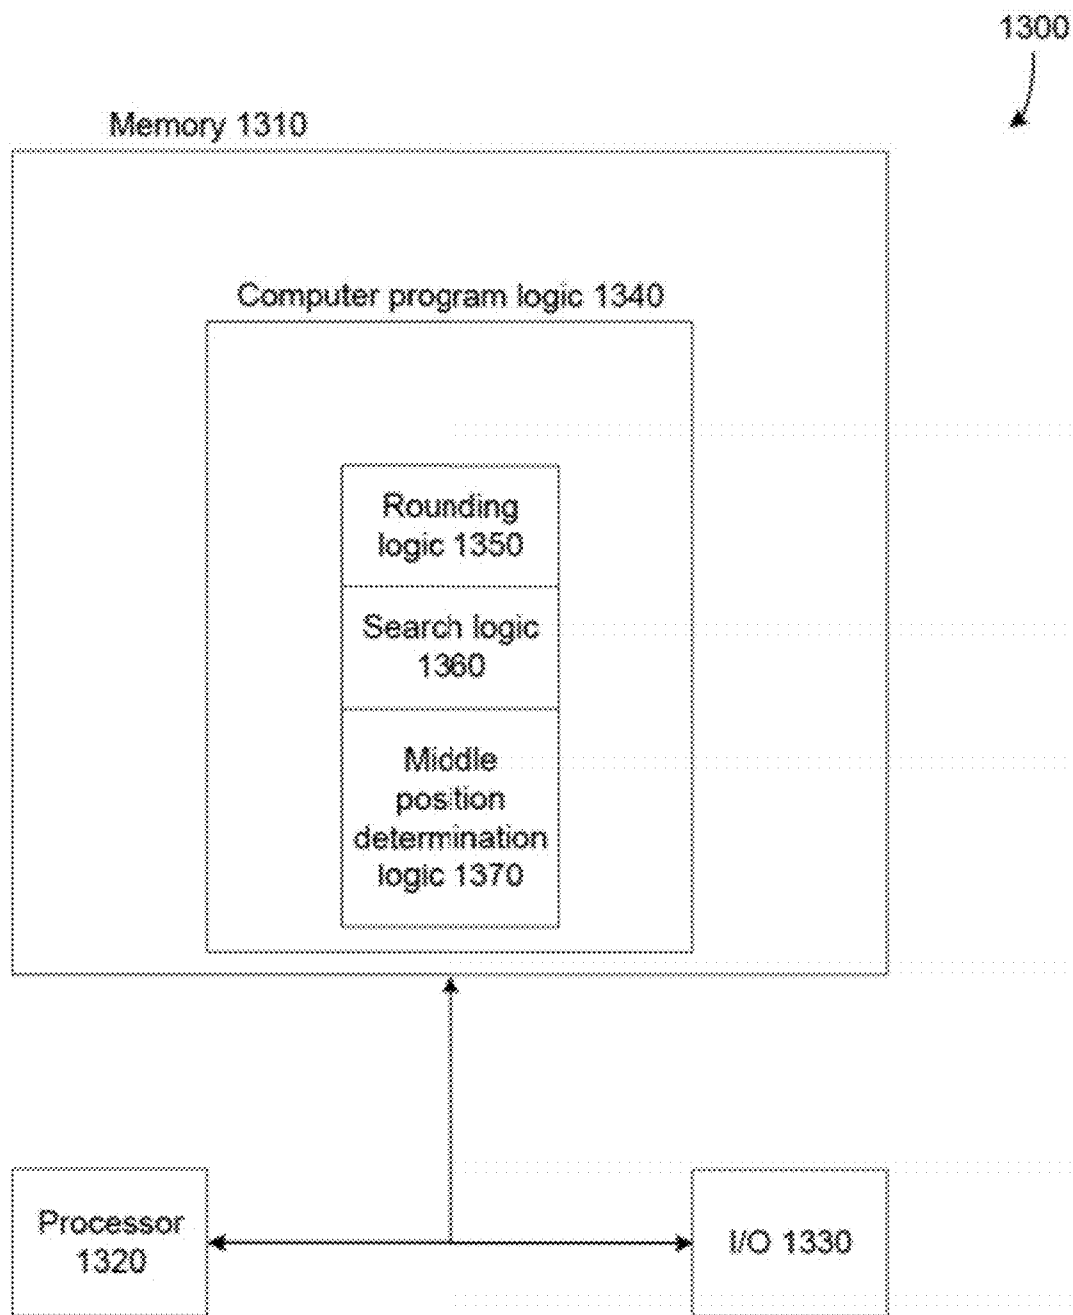 1300
Memory 1310
Computer program logic 1340
Rounding
logic 1350
Search logic
1360
Middle
position
determination
logic 1370
Processor
1320
I/O 1330